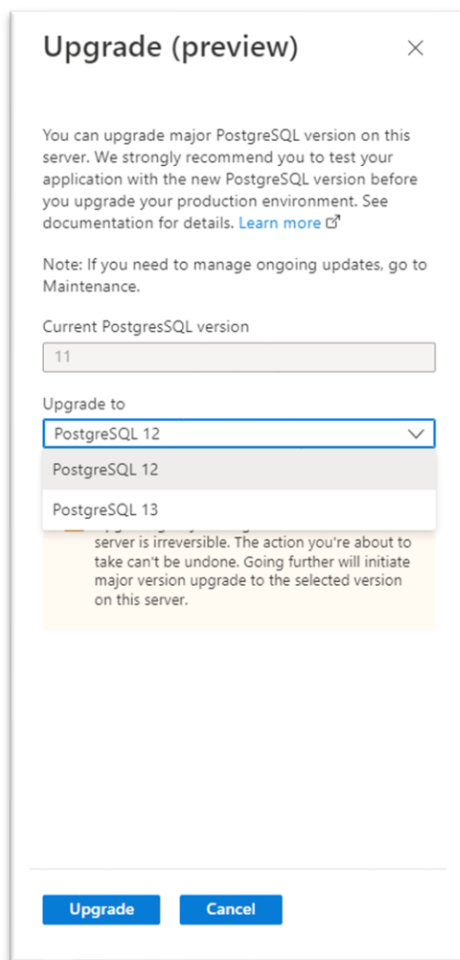 Upgrade (preview)
You can upgrade major PostgreSQL version on this
server. We strongly recommend you to test your
application with the new PostgreSQL version before
you upgrade your production environment. See
documentation for details. Learn more
Note: If you need to manage ongoing updates, go to
Maintenance.
Current PostgresSQL version
11
Upgrade to
PostgreSQL 12
PostgreSQL 12
PostgreSQL 13
server is irreversible. The action you're about to
take can't be undone. Going further will initiate
major version upgrade to the selected version
on this server.
Upgrade
Cancel